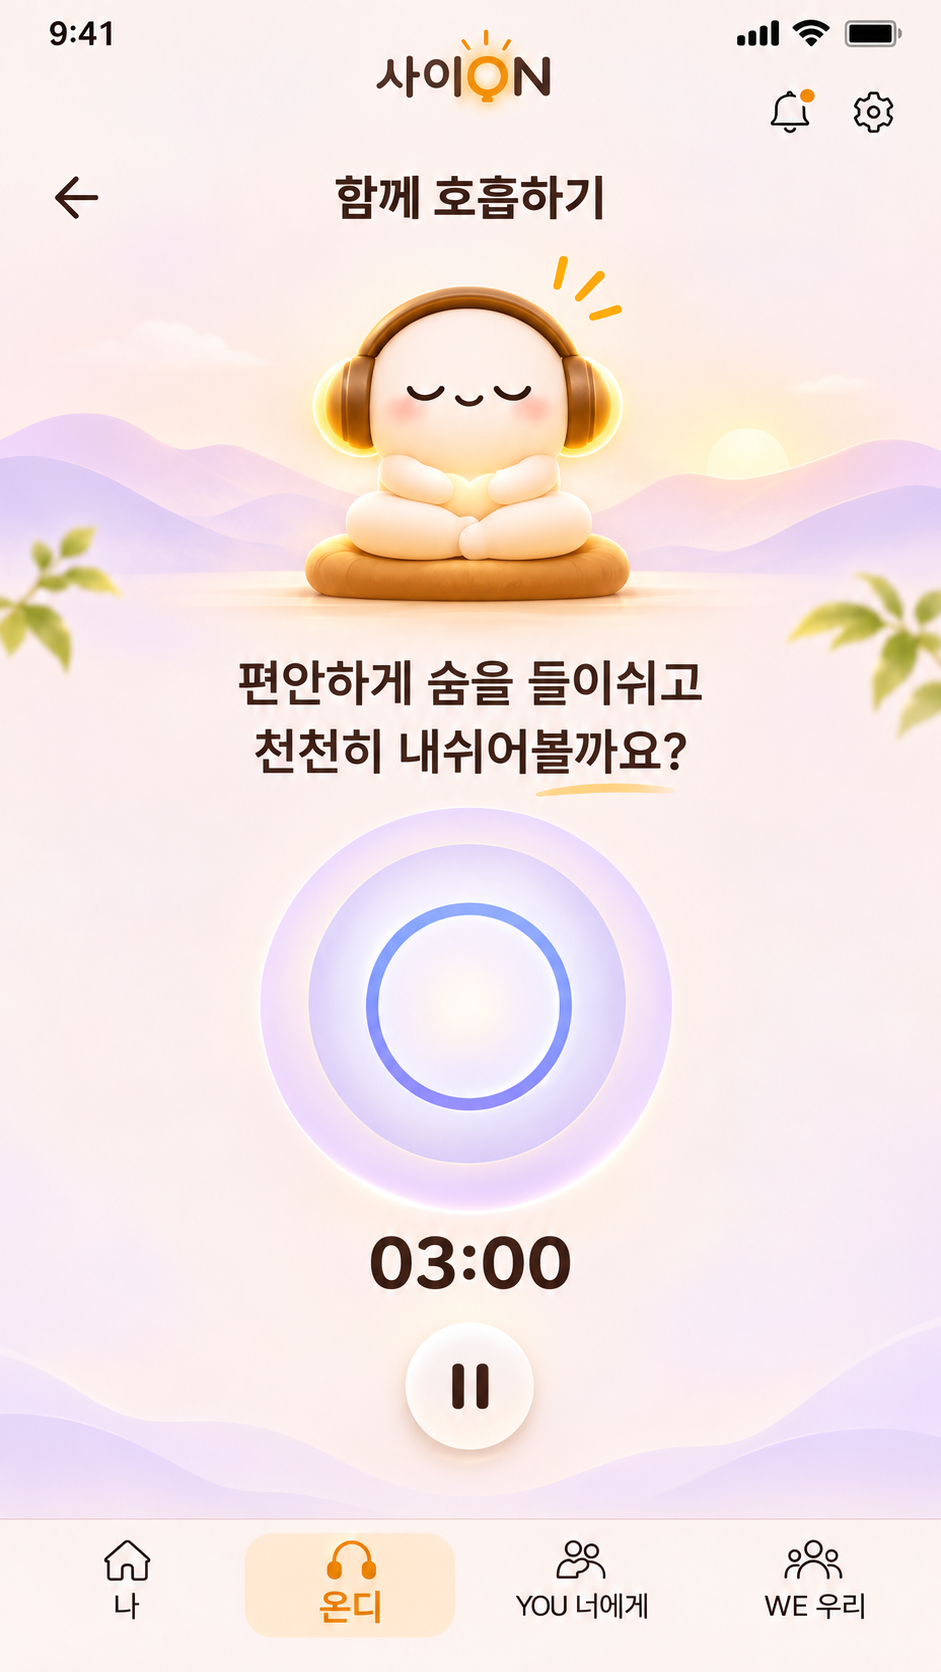 9:41
사이ON
함께 호흡하기
편안하게 숨을 들이쉬고
천천히 내쉬어볼까요?
03:00
나
온디
YOU 너에게
WE 우리